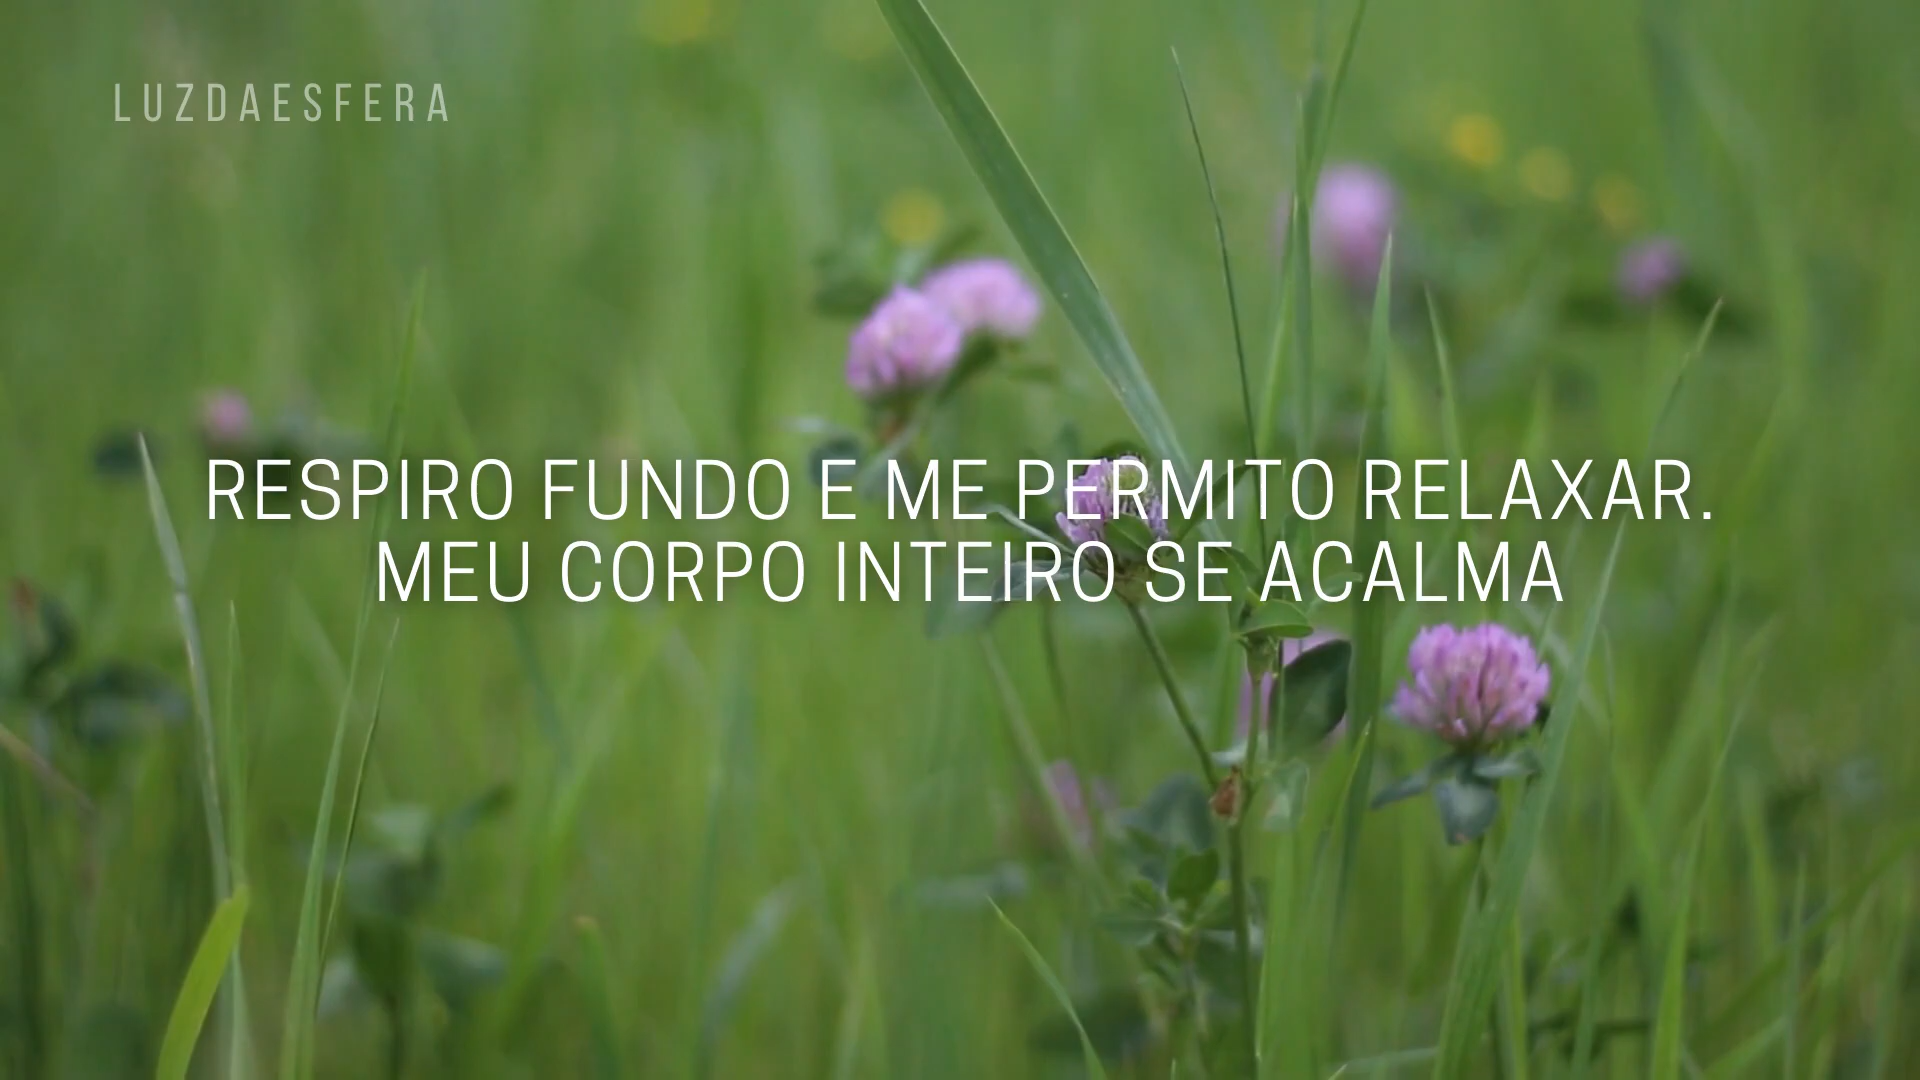 LUZDAESFERA
RESPIRO FUNDO E ME PERMITO RELAXAR.
MEU CORPO INTEIRO SE ACALMA